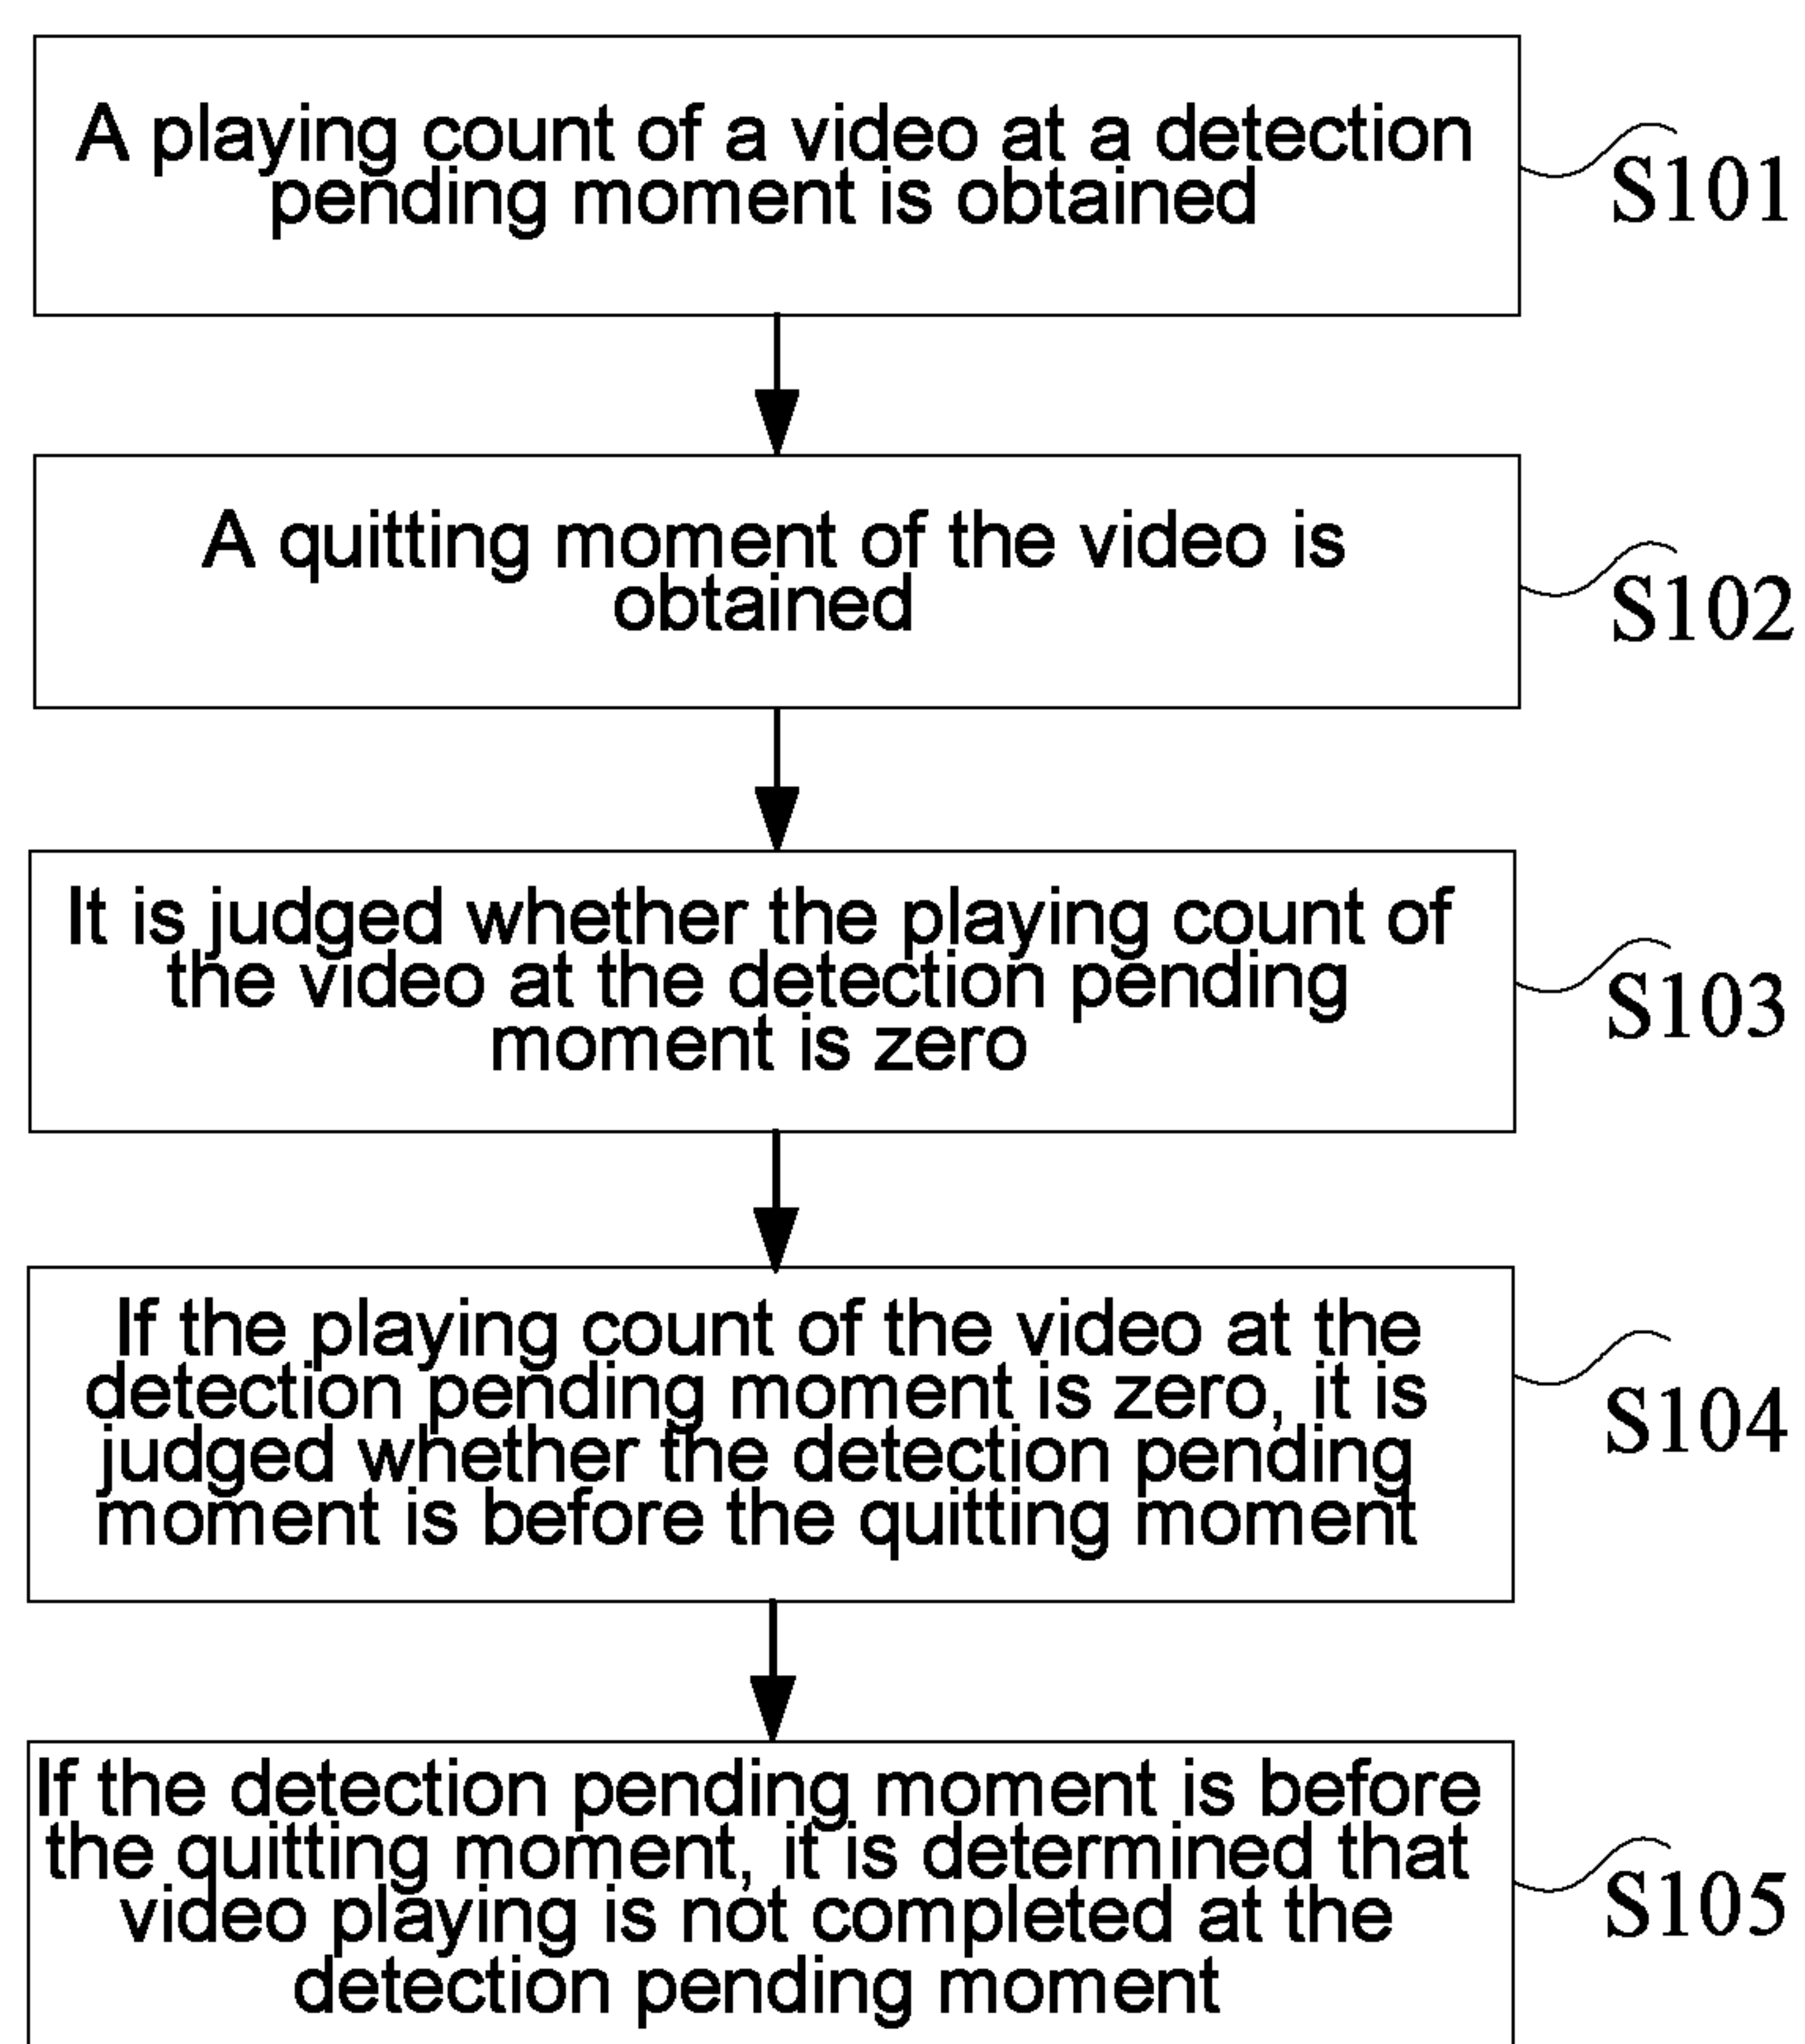 A playing count of a video at a detection
pending moment is obtained
S101
A quitting moment of the video is
obtained
S102
It is judged whether the playing count of
the video at the detection pending
moment is zero
S103
If the playing count of the video at the
detection pending moment is zero, it is
judged whether the detection pending
moment is before the quitting moment
S104
If the detection pending moment is before
the quitting moment, it is determined that
video playing is not completed at the
detection pending moment
S105